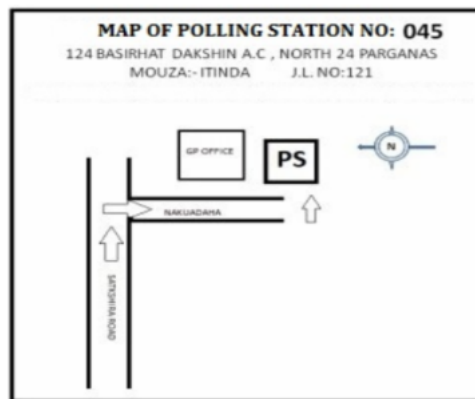 MAP OF POLLING STATION NO: 045
124 BASIRHAT DAKSHIN A.C , NORTH 24 PARGANAS
MOUZA:- ITINDA J.L. NO:121
GP OFFICE
PS
N
NAKUADAHA
SATKSHIRA ROAD